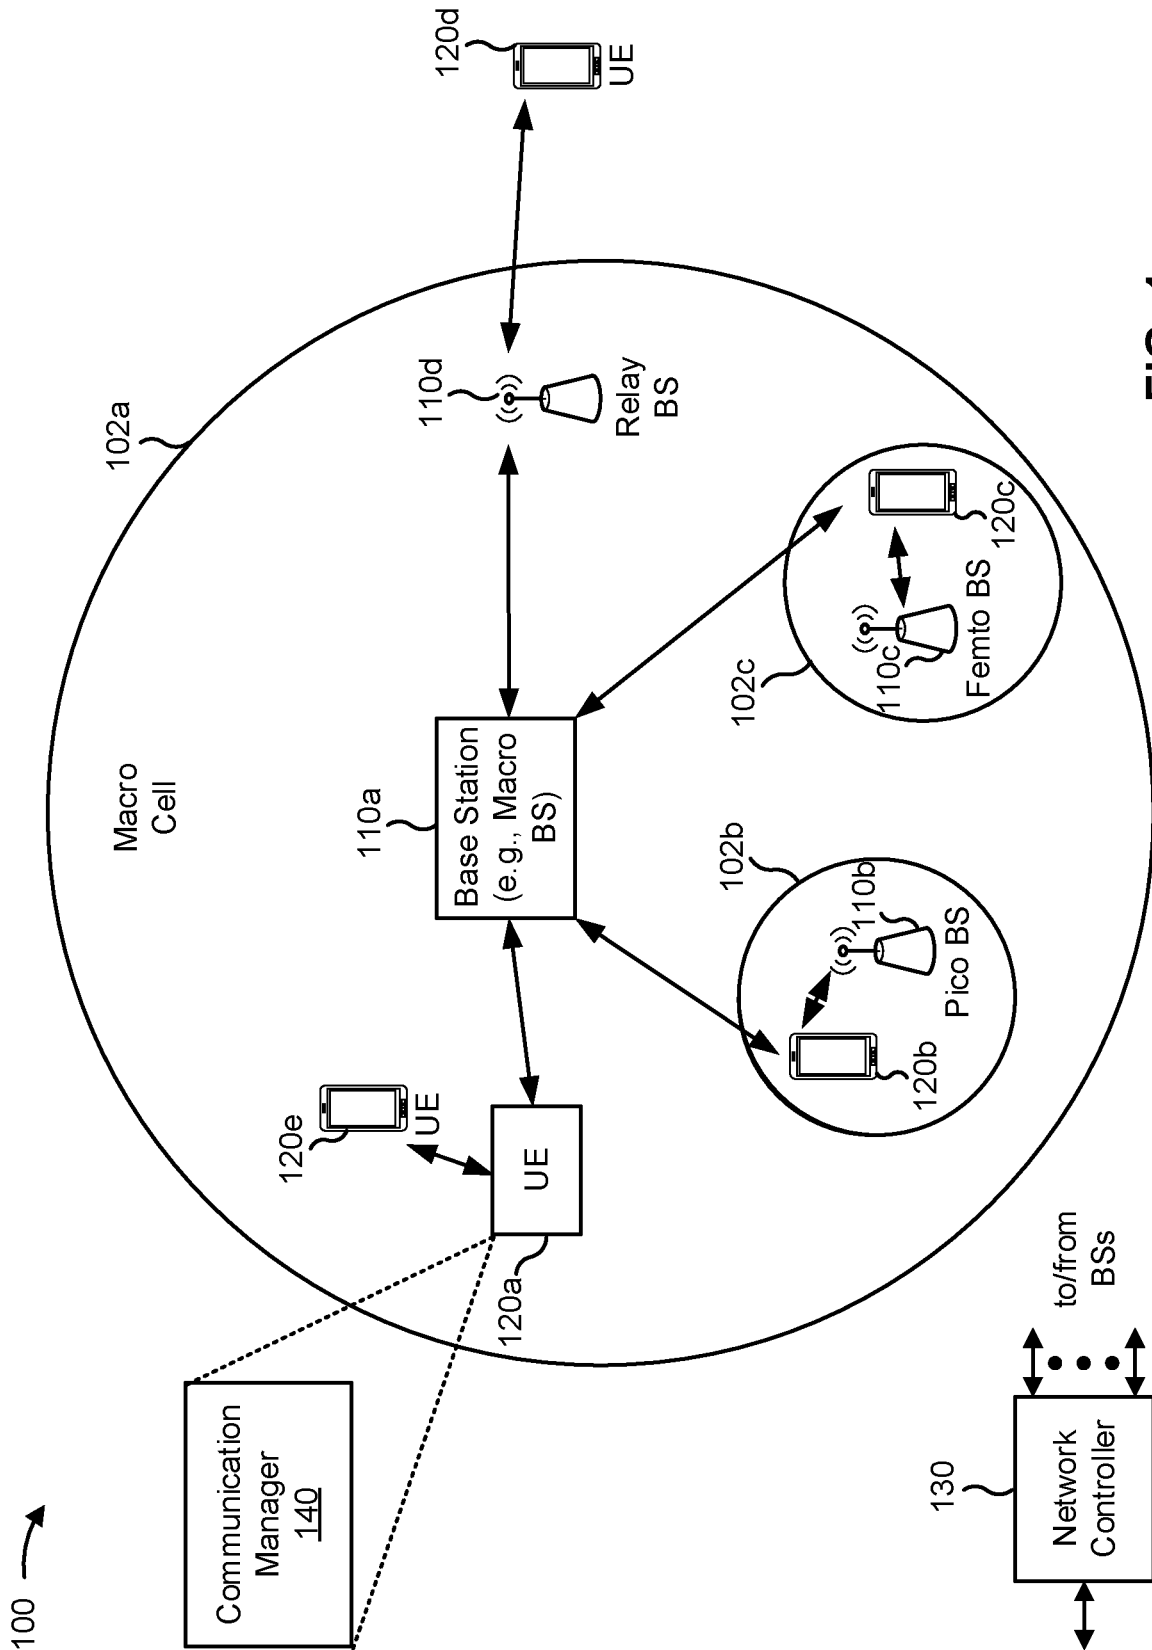 100
Communication
Manager
140
120a
UE
120e
UE
Macro
Cell
102a
110a
Base Station
(e.g., Macro
BS)
110d
Relay
BS
120d
UE
102b
110b
Pico BS
120b
102c
110c
Femto BS
120c
130
Network
Controller
to/from
BSs